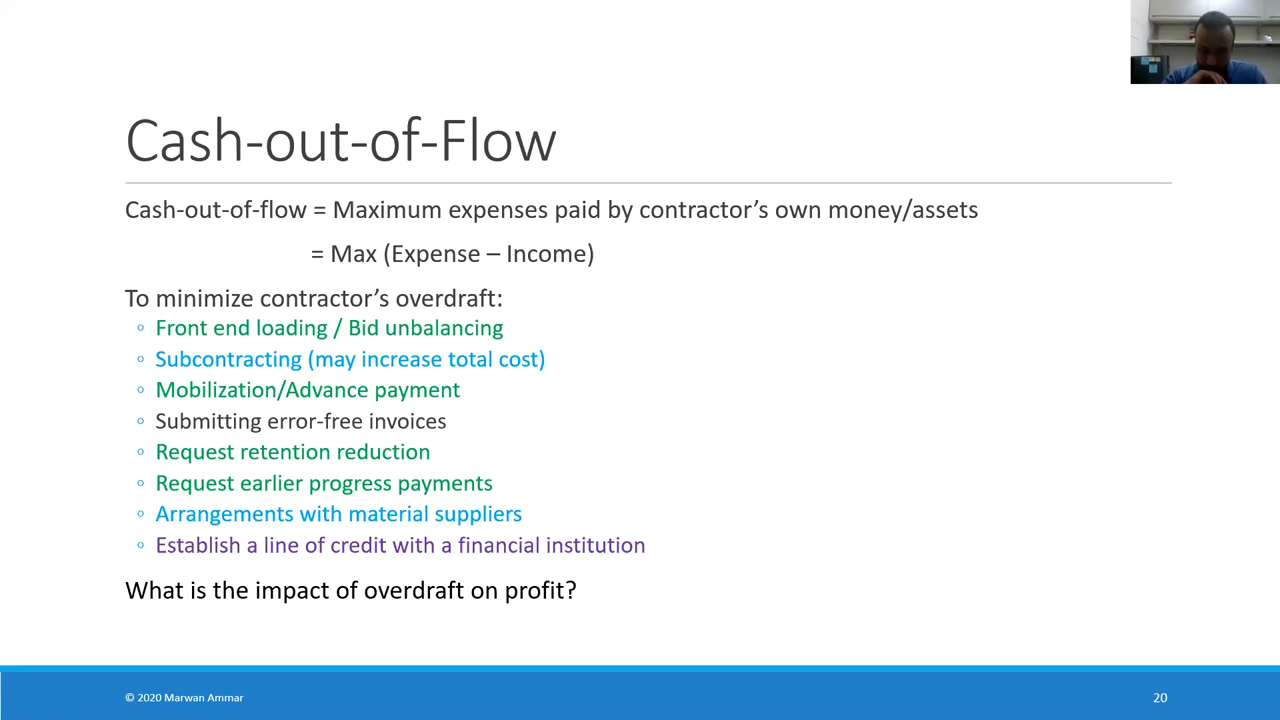 Cash-out-of-Flow
Cash-out-of-flow = Maximum expenses paid by contractor’s own money/assets
= Max (Expense – Income)
To minimize contractor’s overdraft:
◦ Front end loading / Bid unbalancing
◦ Subcontracting (may increase total cost)
◦ Mobilization/Advance payment
◦ Submitting error-free invoices
◦ Request retention reduction
◦ Request earlier progress payments
◦ Arrangements with material suppliers
◦ Establish a line of credit with a financial institution
What is the impact of overdraft on profit?
© 2020 Marwan Ammar
20